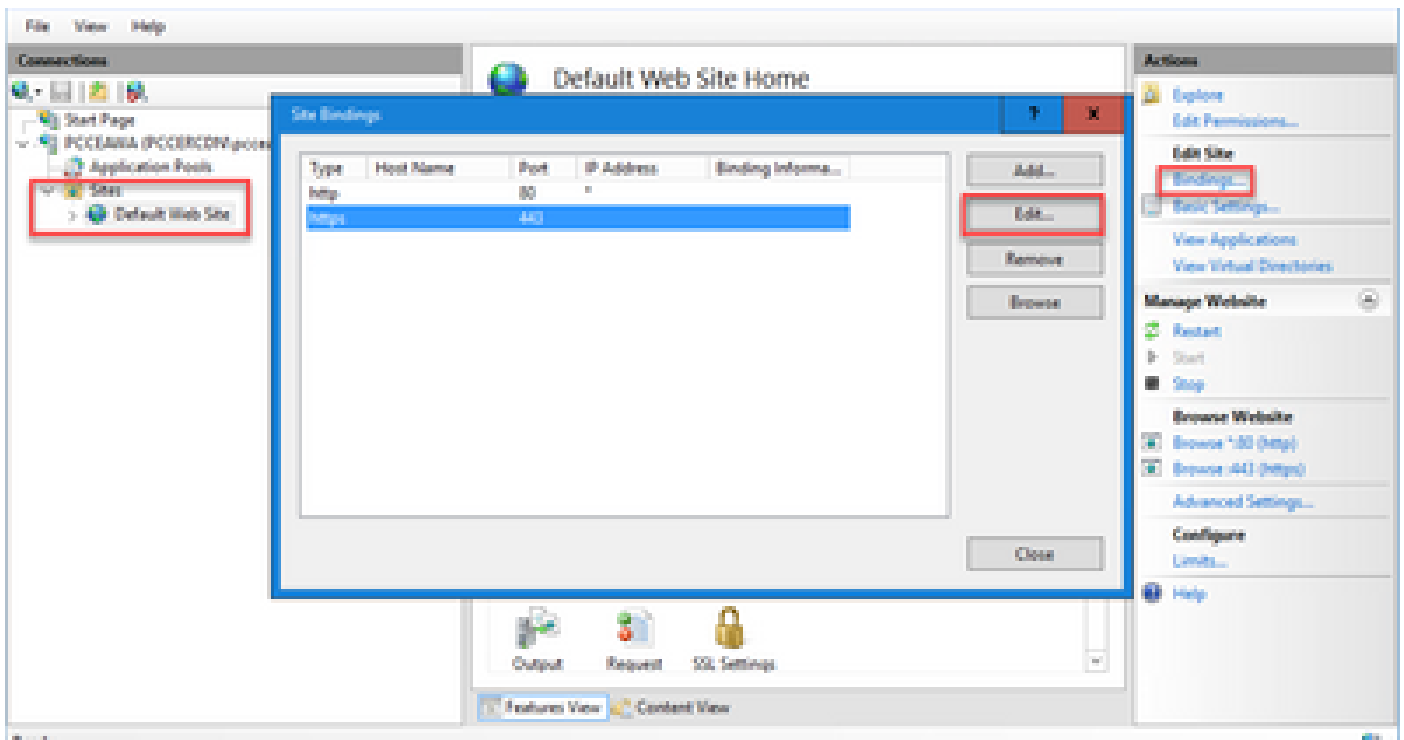 File View Help
Connections
Start Page
Application Pools
Sites
Default Web Site
Default Web Site Home
Site Bindings
? X
Type Host Name Port IP Address Binding Informa...
http 80 *
https 443
Add...
Edit...
Remove
Browse
Close
Output Request SSL Settings
Features View Content View
Actions
Explore
Edit Permissions...
Edit Site
Bindings...
Basic Settings...
View Applications
View Virtual Directories
Manage Website
Restart
Start
Stop
Browse Website
Browse *:80 (http)
Browse :443 (https)
Advanced Settings...
Configure
Limits...
Help